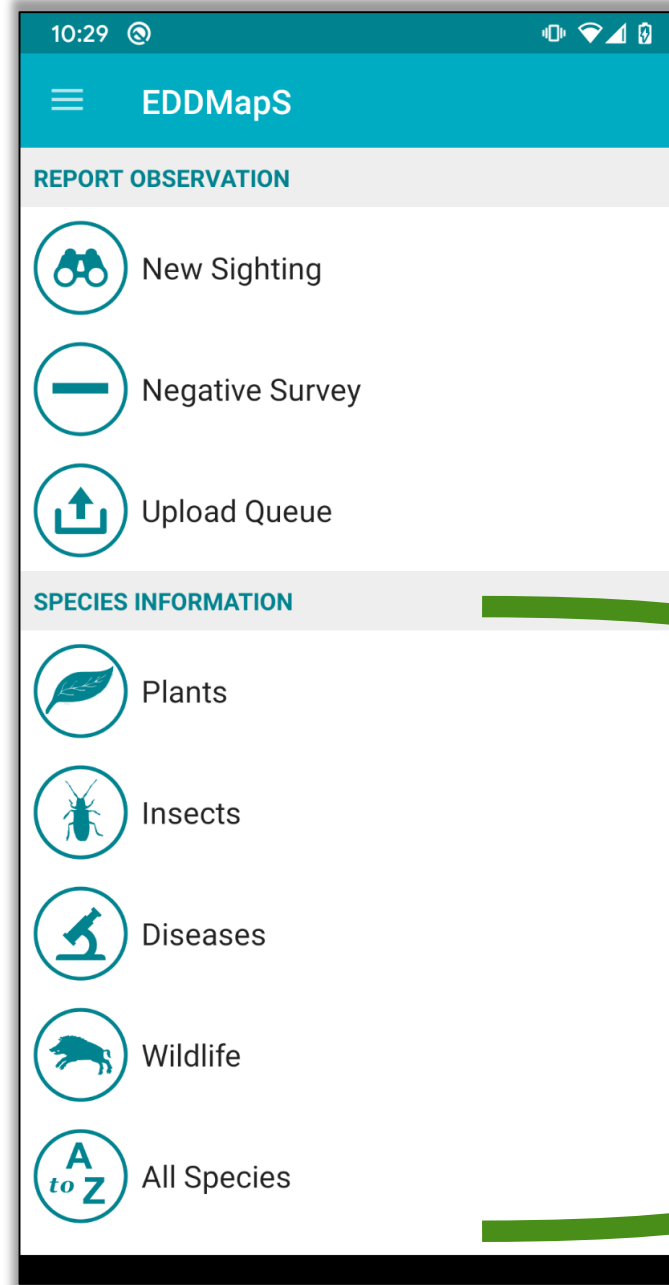 10:29
EDDMapS
REPORT OBSERVATION
New Sighting
Negative Survey
Upload Queue
SPECIES INFORMATION
Plants
Insects
Diseases
Wildlife
A
to Z
All Species